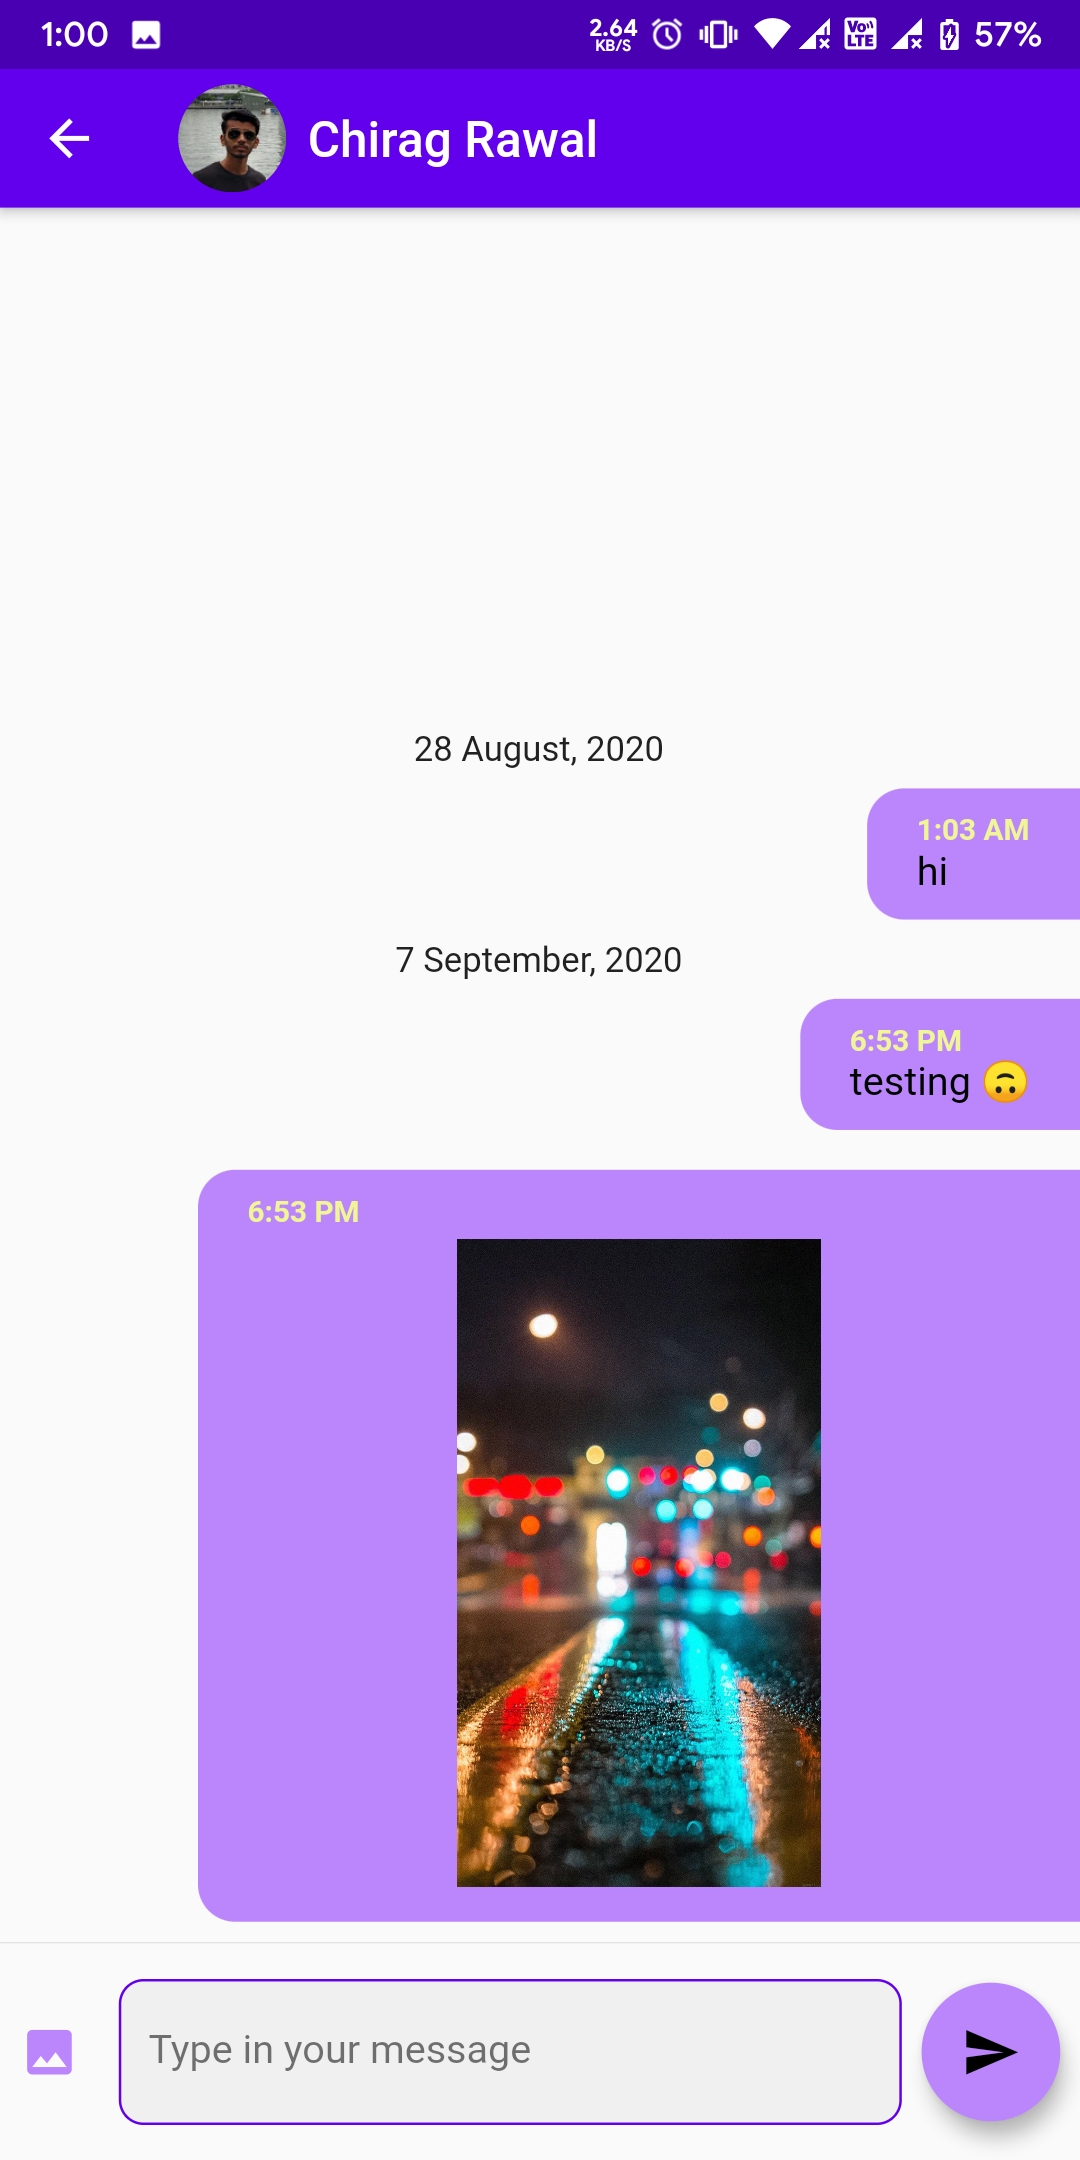 1:00 2.64 KB/S Vo)) LTE 57%
Chirag Rawal
28 August, 2020
1:03 AM
hi
7 September, 2020
6:53 PM
testing 🙃
6:53 PM
Type in your message